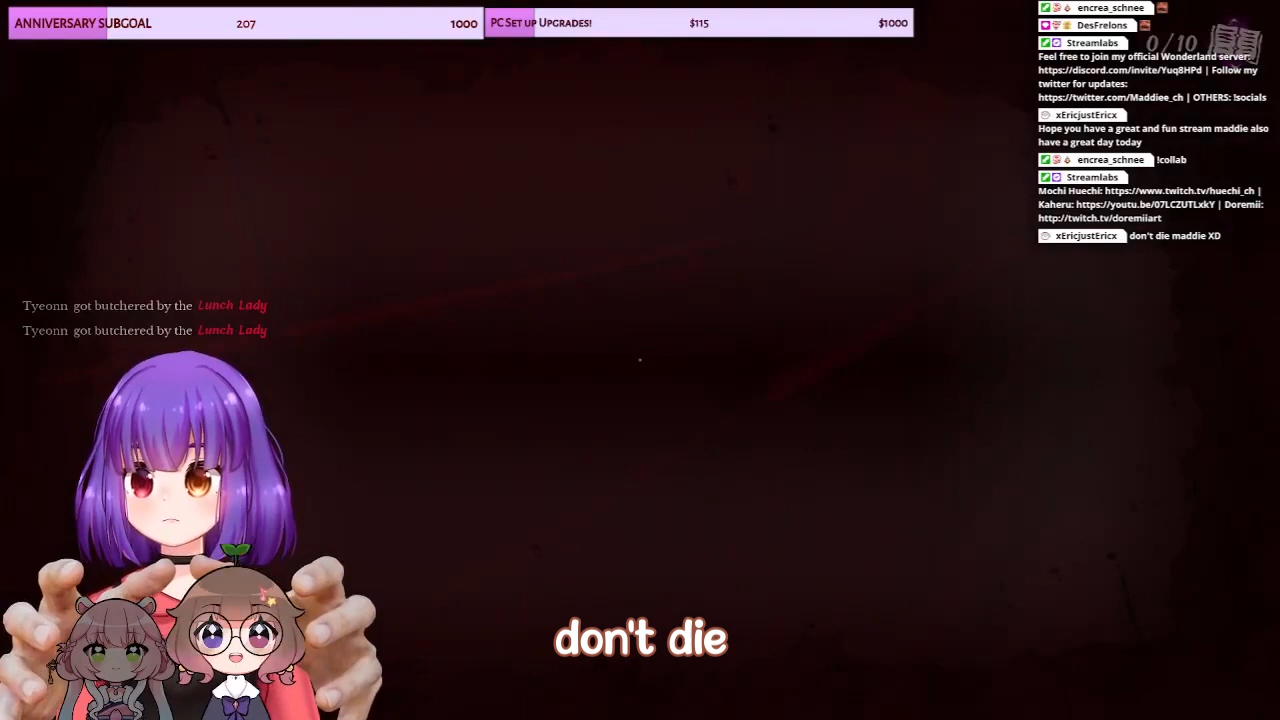 ANNIVERSARY SUBGOAL 207 1000
PC SET UP UPGRADES! $115 $1000
encrea_schnee
DesFrelons
Streamlabs
0 / 10
Feel free to join my official Wonderland server:
https://discord.com/invite/Yuq8HPd | Follow my
twitter for updates:
https://twitter.com/Maddiee_ch | OTHERS: !socials
xEricjustEricx
Hope you have a great and fun stream maddie also
have a great day today
encrea_schnee !collab
Streamlabs
Mochi Huechi: https://www.twitch.tv/huechi_ch |
Kaheru: https://youtu.be/07LCZUTLxkY | Doremii:
http://twitch.tv/doremiiart
xEricjustEricx don't die maddie XD
Tyeonn got butchered by the Lunch Lady
Tyeonn got butchered by the Lunch Lady
don't die